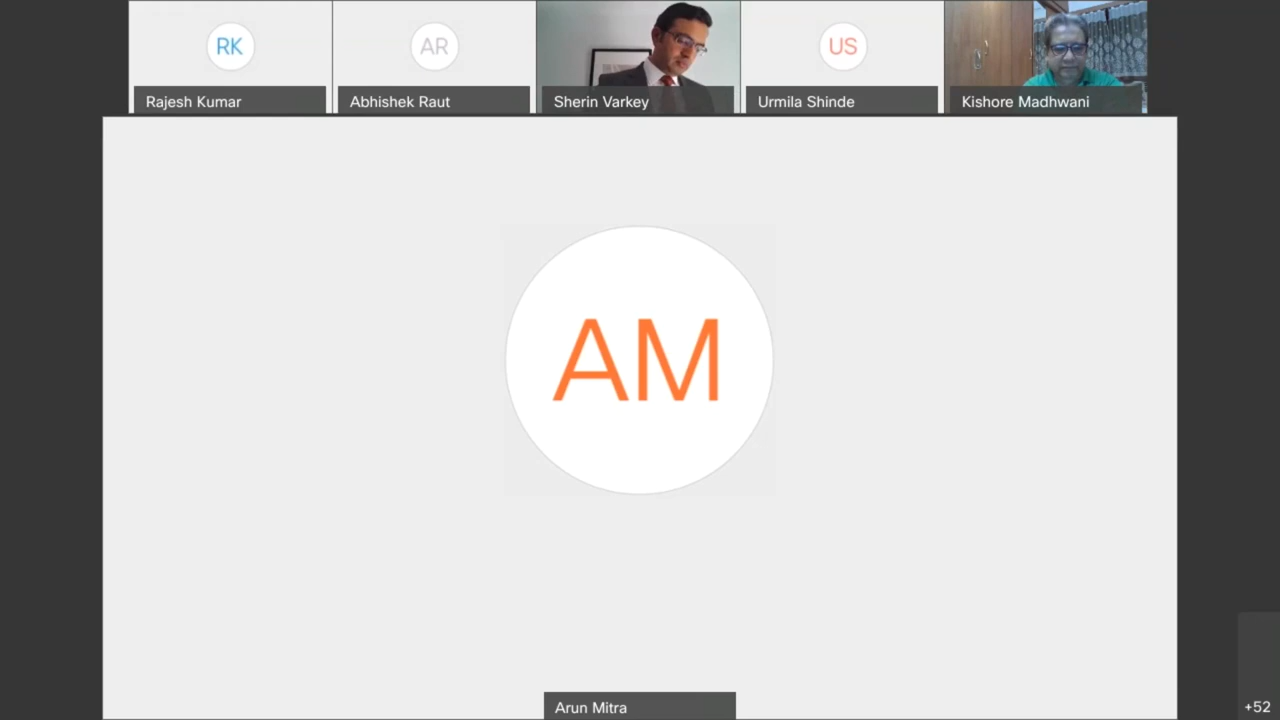 RK
AR
US
Rajesh Kumar
Abhishek Raut
Sherin Varkey
Urmila Shinde
Kishore Madhwani
AM
Arun Mitra
+52